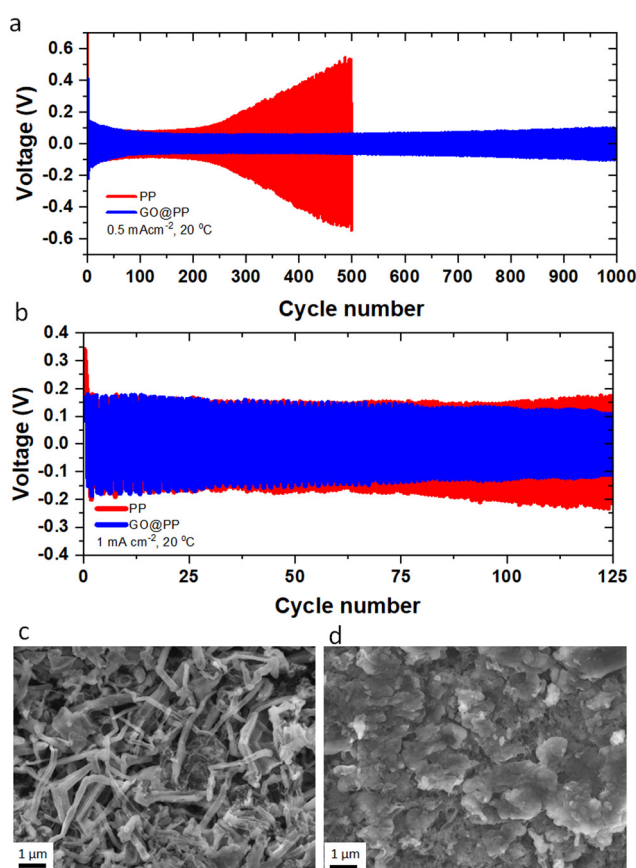 a
0.6
0.4
0.2
0.0
-0.2
-0.4
-0.6
Voltage (V)
PP
GO@PP
0.5 mAcm-2, 20 ⁰C
0 100 200 300 400 500 600 700 800 900 1000
Cycle number
b
0.4
0.3
0.2
0.1
0.0
-0.1
-0.2
-0.3
-0.4
Voltage (V)
PP
GO@PP
1 mA cm-2, 20 ⁰C
0 25 50 75 100 125
Cycle number
c
1 µm
d
1 µm